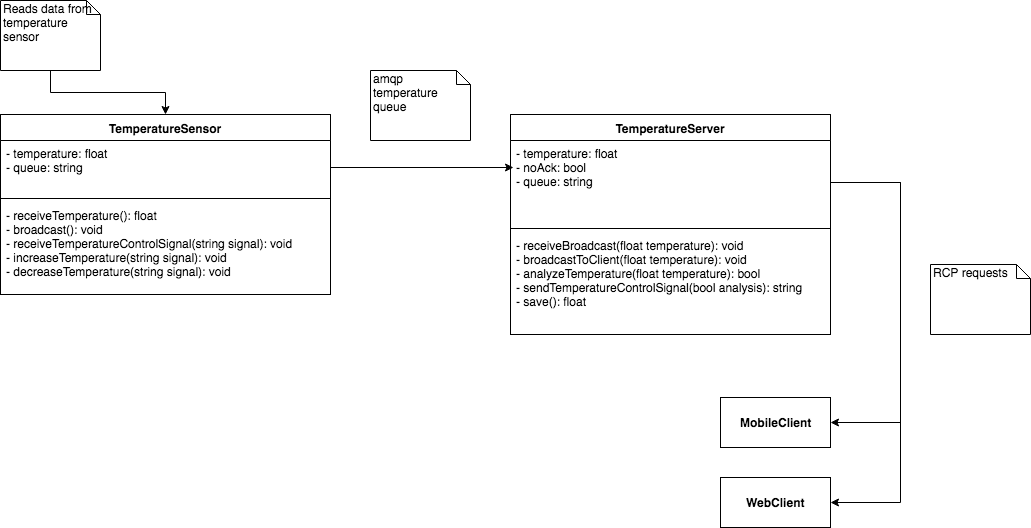 Reads data from
temperature
sensor
amqp
temperature
queue
TemperatureSensor
- temperature: float
- queue: string
- receiveTemperature(): float
- broadcast(): void
- receiveTemperatureControlSignal(string signal): void
- increaseTemperature(string signal): void
- decreaseTemperature(string signal): void
TemperatureServer
- temperature: float
- noAck: bool
- queue: string
- receiveBroadcast(float temperature): void
- broadcastToClient(float temperature): void
- analyzeTemperature(float temperature): bool
- sendTemperatureControlSignal(bool analysis): string
- save(): float
RCP requests
MobileClient
WebClient